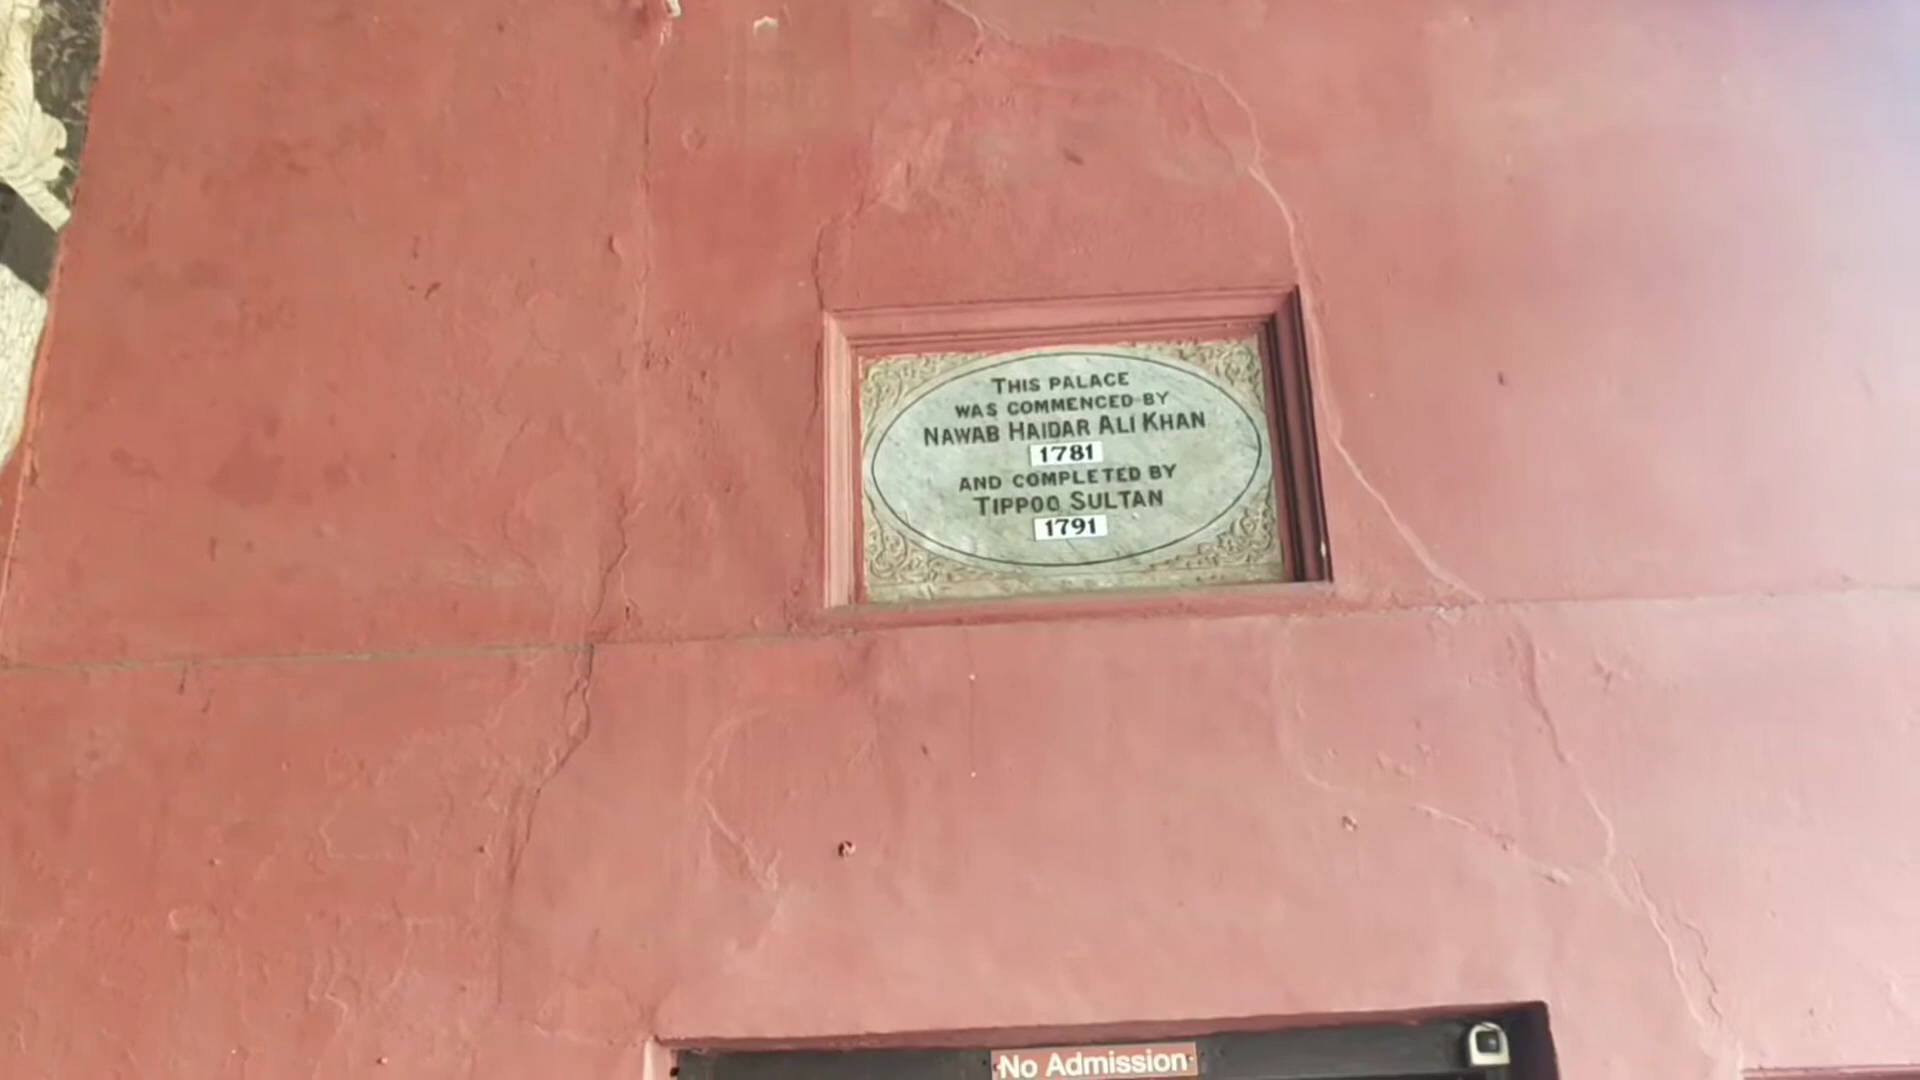 THIS PALACE
WAS COMMENCED BY
NAWAB HAIDAR ALI KHAN
1781
AND COMPLETED BY
TIPPOO SULTAN
1791
No Admission